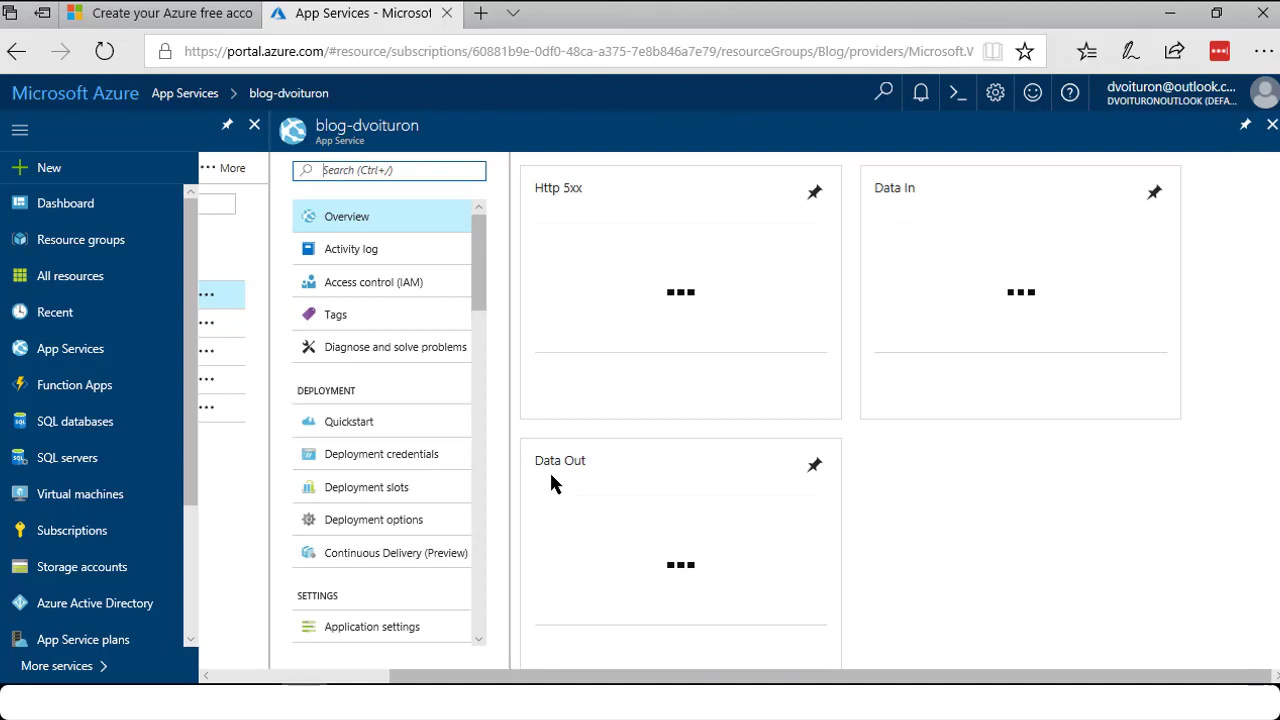 Create your Azure free acco
App Services - Microsof
https://portal.azure.com/#resource/subscriptions/60881b9e-0df0-48ca-a375-7e8b846a7e79/resourceGroups/Blog/providers/Microsoft.V
Microsoft Azure
App Services
blog-dvoituron
dvoituron@outlook.c...
DVOITURONOUTLOOK (DEFA...
blog-dvoituron
App Service
New
More
Search (Ctrl+/)
Dashboard
Resource groups
All resources
Recent
App Services
Function Apps
SQL databases
SQL servers
Virtual machines
Subscriptions
Storage accounts
Azure Active Directory
App Service plans
More services
Overview
Activity log
Access control (IAM)
Tags
Diagnose and solve problems
DEPLOYMENT
Quickstart
Deployment credentials
Deployment slots
Deployment options
Continuous Delivery (Preview)
SETTINGS
Application settings
Http 5xx
Data In
Data Out